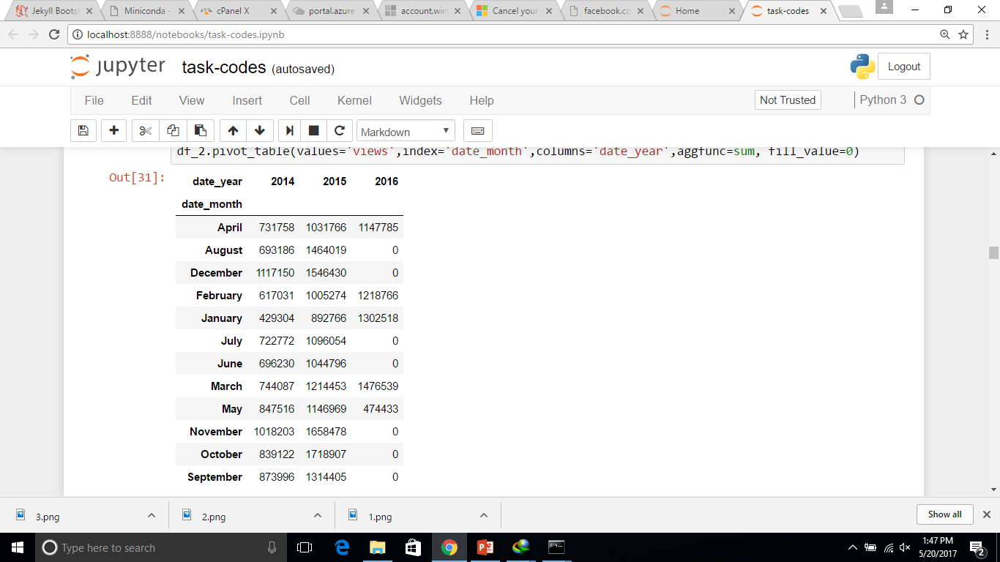 Jekyll Bootst
Miniconda –
cPanel X
portal.azure
account.win
Cancel your
facebook.co
Home
task-codes
localhost:8888/notebooks/task-codes.ipynb
jupyter task-codes (autosaved)
Logout
File Edit View Insert Cell Kernel Widgets Help
Not Trusted
Python 3
Markdown
df_2.pivot_table(values='views',index='date_month',columns='date_year',aggfunc=sum, fill_value=0)
Out[31]:
date_year 2014 2015 2016
date_month
April 731758 1031766 1147785
August 693186 1464019 0
December 1117150 1546430 0
February 617031 1005274 1218766
January 429304 892766 1302518
July 722772 1096054 0
June 696230 1044796 0
March 744087 1214453 1476539
May 847516 1146969 474433
November 1018203 1658478 0
October 839122 1718907 0
September 873996 1314405 0
3.png
2.png
1.png
Show all
Type here to search
1:47 PM
5/20/2017
2